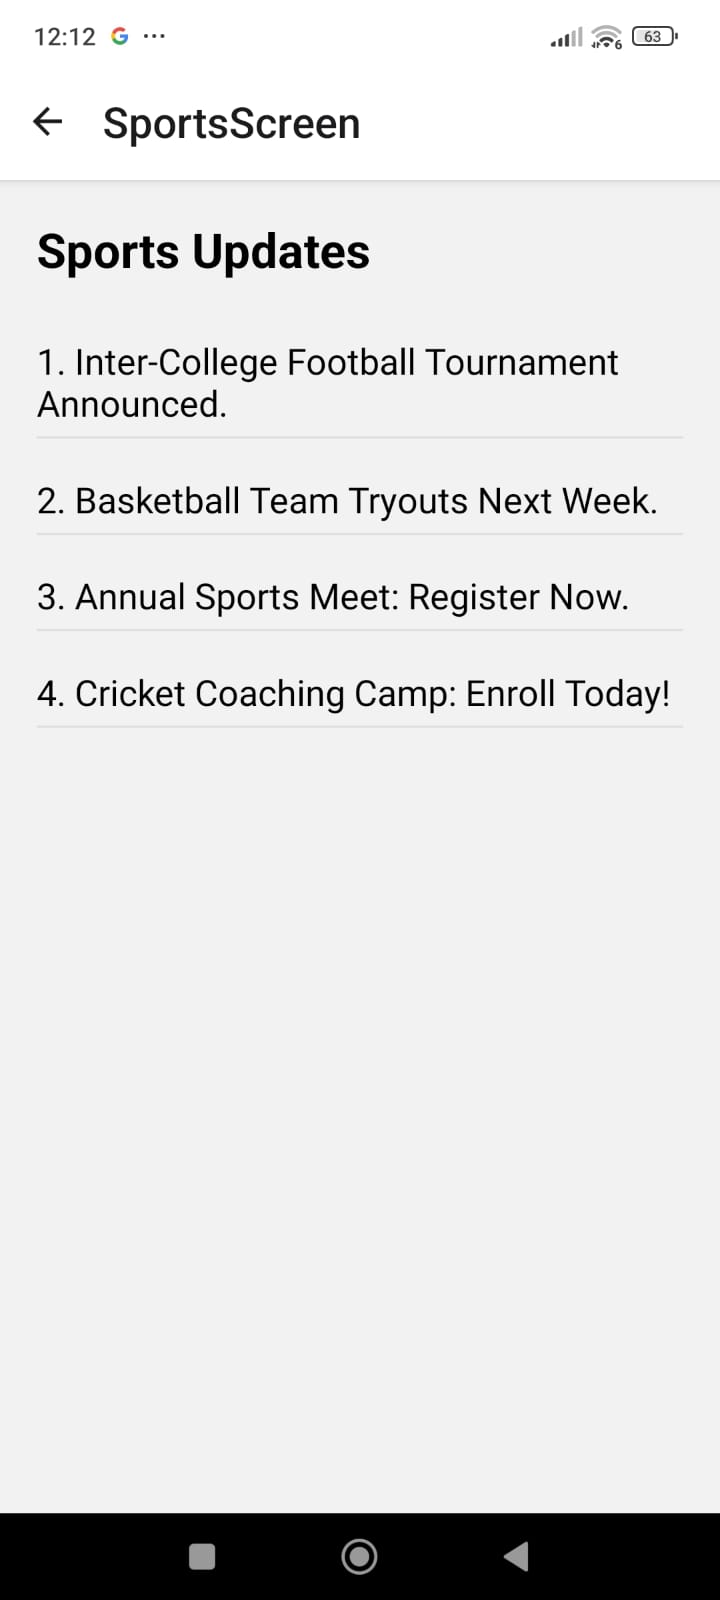 12:12 G ...
6 63
SportsScreen
Sports Updates
1. Inter-College Football Tournament
Announced.
2. Basketball Team Tryouts Next Week.
3. Annual Sports Meet: Register Now.
4. Cricket Coaching Camp: Enroll Today!